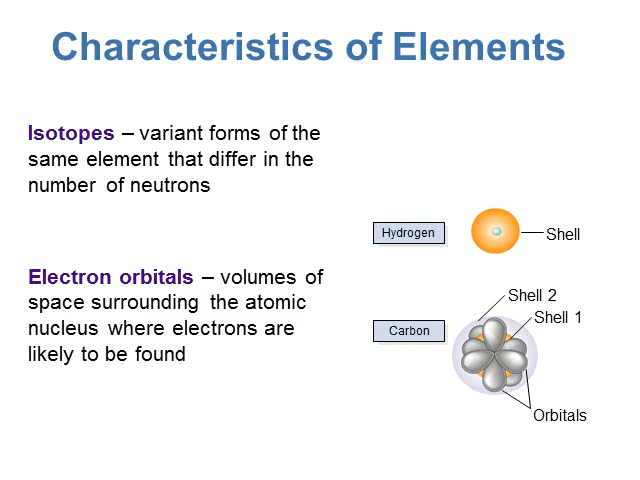 Characteristics of Elements
Isotopes – variant forms of the
same element that differ in the
number of neutrons
Electron orbitals – volumes of
space surrounding the atomic
nucleus where electrons are
likely to be found
Hydrogen
Shell
Shell 2
Shell 1
Carbon
Orbitals